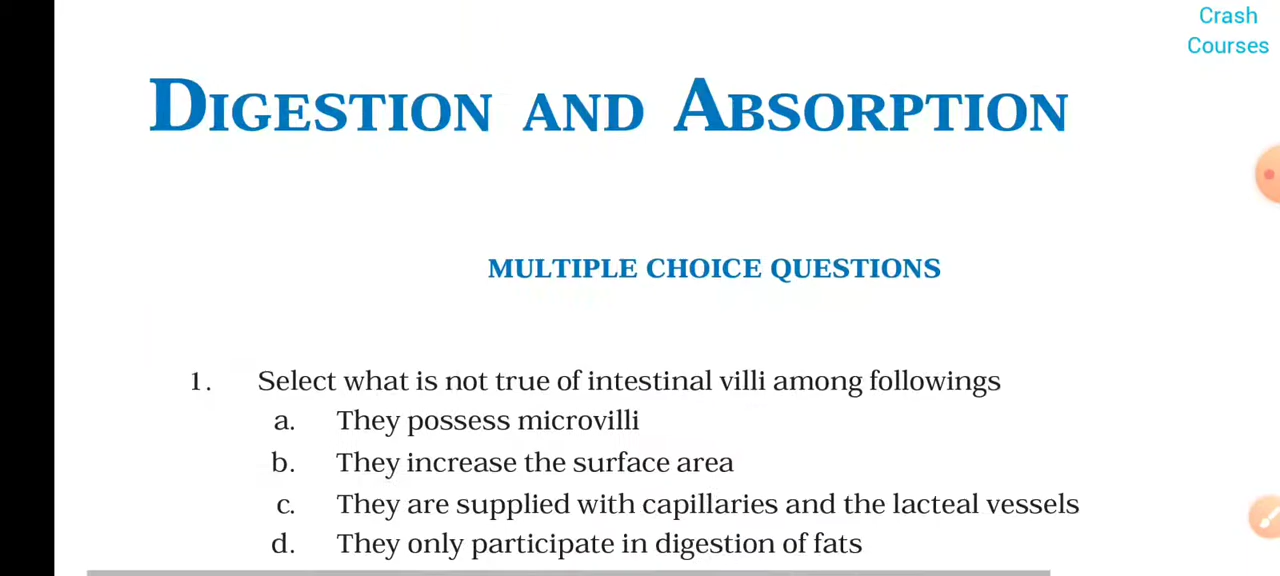 Crash
Courses
DIGESTION AND ABSORPTION
MULTIPLE CHOICE QUESTIONS
1. Select what is not true of intestinal villi among followings
a. They possess microvilli
b. They increase the surface area
c. They are supplied with capillaries and the lacteal vessels
d. They only participate in digestion of fats